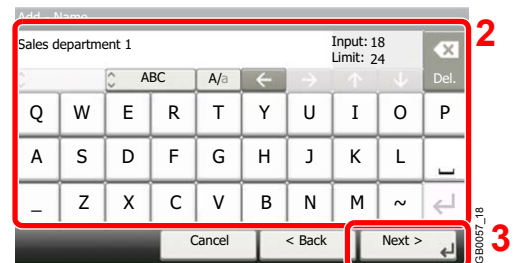 Add - Name
Sales department 1
Input: 18
Limit: 24
Del.
ABC
A/a
Q W E R T Y U I O P
A S D F G H J K L
_ Z X C V B N M ~
Cancel
< Back
Next >
2
3
GB0057_18